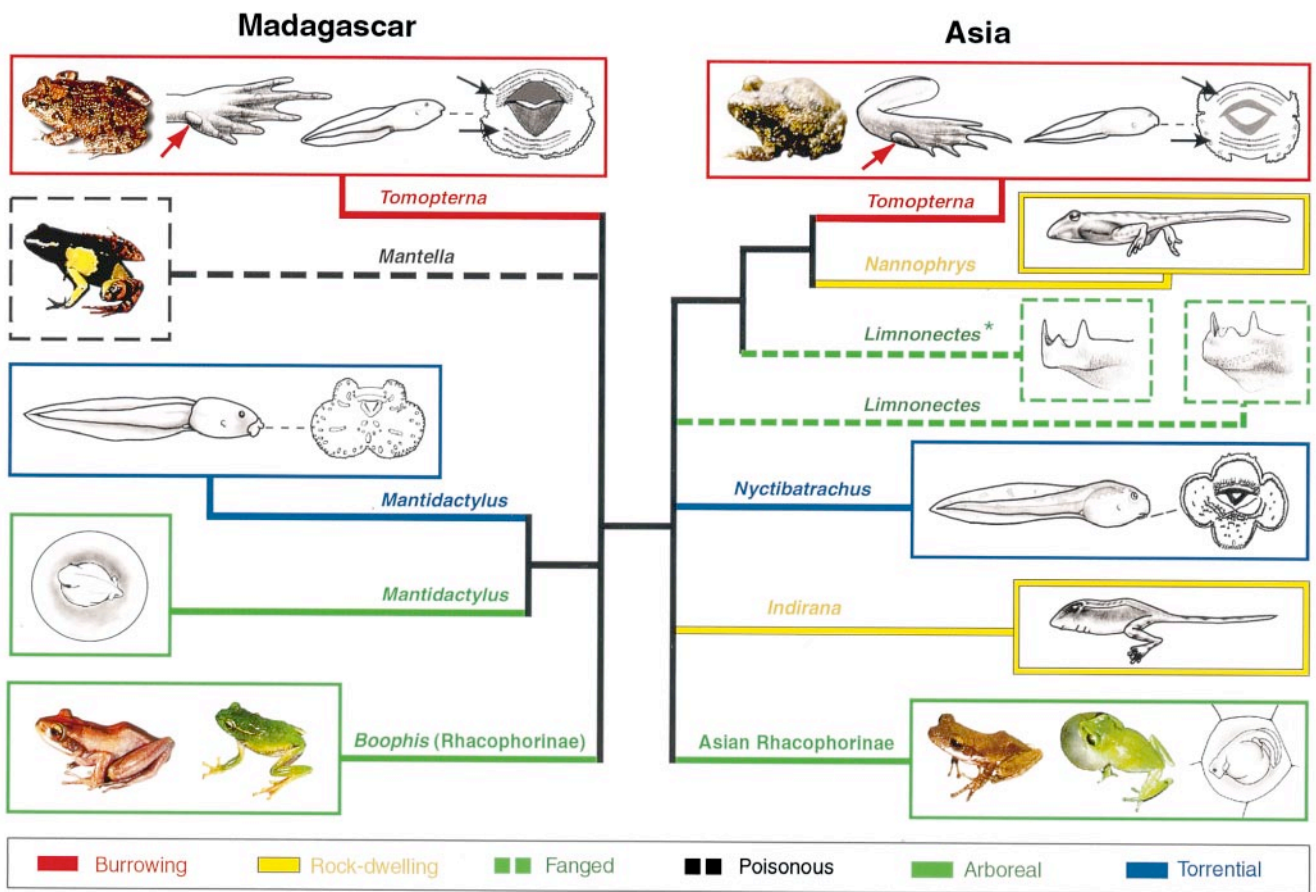 Madagascar
Asia
Tomopterna
Mantella
Mantidactylus
Mantidactylus
Boophis (Rhacophorinae)
Tomopterna
Nannophrys
Limnonectes*
Limnonectes
Nyctibatrachus
Indirana
Asian Rhacophorinae
Burrowing Rock-dwelling Fanged Poisonous Arboreal Torrential